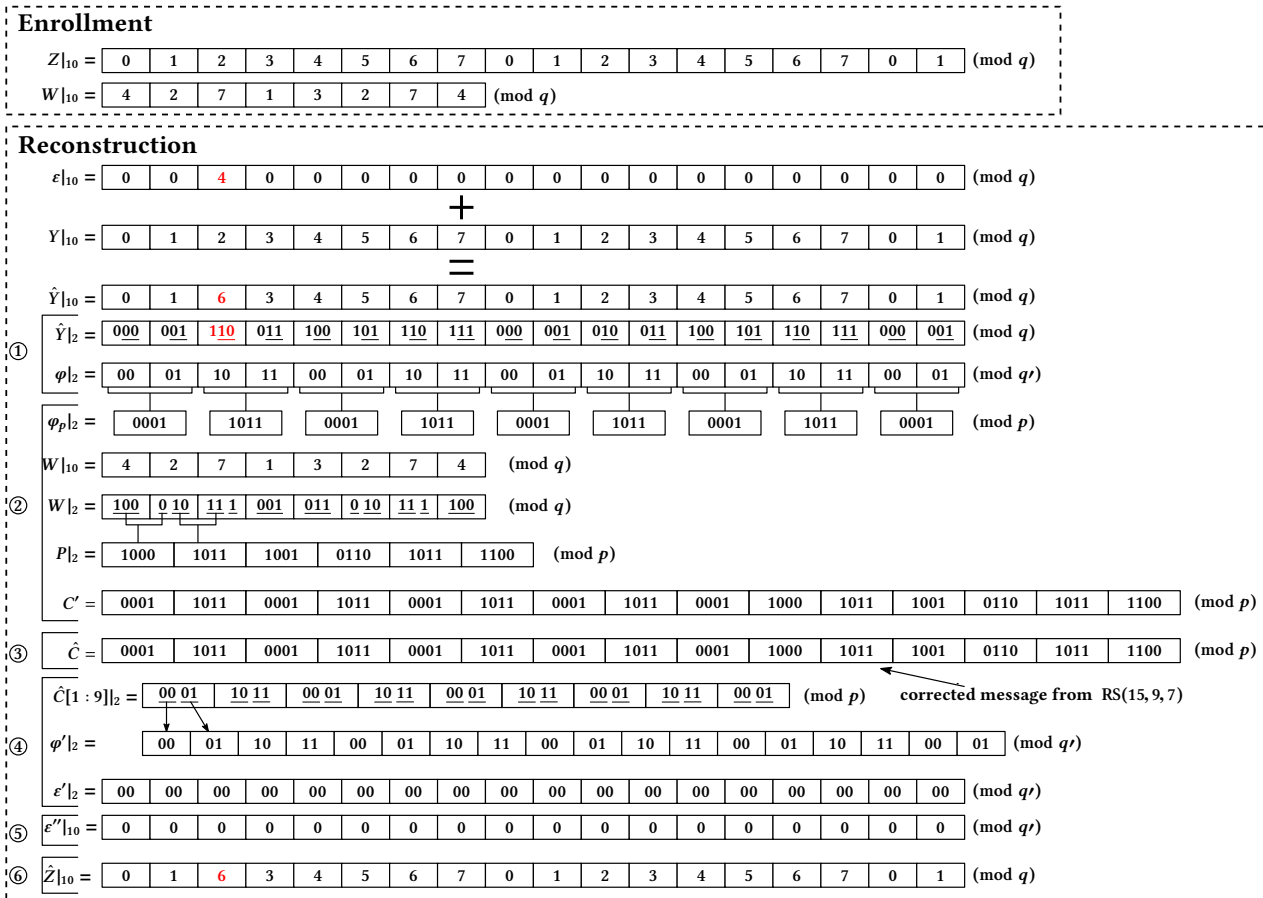 Enrollment
Z|10 = 0 1 2 3 4 5 6 7 0 1 2 3 4 5 6 7 0 1 (mod q)
W|10 = 4 2 7 1 3 2 7 4 (mod q)
Reconstruction
ε|10 = 0 0 4 0 0 0 0 0 0 0 0 0 0 0 0 0 0 0 (mod q)
+
Y|10 = 0 1 2 3 4 5 6 7 0 1 2 3 4 5 6 7 0 1 (mod q)
=
Ŷ|10 = 0 1 6 3 4 5 6 7 0 1 2 3 4 5 6 7 0 1 (mod q)
① Ŷ|2 = 000 001 110 011 100 101 110 111 000 001 010 011 100 101 110 111 000 001 (mod q)
φ|2 = 00 01 10 11 00 01 10 11 00 01 10 11 00 01 10 11 00 01 (mod q′)
φp|2 = 0001 1011 0001 1011 0001 1011 0001 1011 0001 (mod p)
W|10 = 4 2 7 1 3 2 7 4 (mod q)
② W|2 = 100 0 10 11 1 001 011 0 10 11 1 100 (mod q)
P|2 = 1000 1011 1001 0110 1011 1100 (mod p)
C′ = 0001 1011 0001 1011 0001 1011 0001 1011 0001 1000 1011 1001 0110 1011 1100 (mod p)
③ Ĉ = 0001 1011 0001 1011 0001 1011 0001 1011 0001 1000 1011 1001 0110 1011 1100 (mod p)
Ĉ[1 : 9]|2 = 00 01 10 11 00 01 10 11 00 01 10 11 00 01 10 11 00 01 (mod p) corrected message from RS(15, 9, 7)
④ φ′|2 = 00 01 10 11 00 01 10 11 00 01 10 11 00 01 10 11 00 01 (mod q′)
ε′|2 = 00 00 00 00 00 00 00 00 00 00 00 00 00 00 00 00 00 00 (mod q′)
⑤ ε′′|10 = 0 0 0 0 0 0 0 0 0 0 0 0 0 0 0 0 0 0 (mod q′)
⑥ Ẑ|10 = 0 1 6 3 4 5 6 7 0 1 2 3 4 5 6 7 0 1 (mod q)